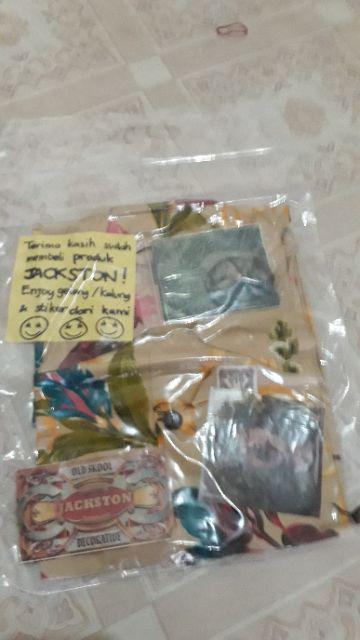 Terima kasih sudah
membeli produk
JACKSTON!
Enjoy gelang/kalung
& stiker dari kami
OLD SKOOL
JACKSTON
DECORATIVE